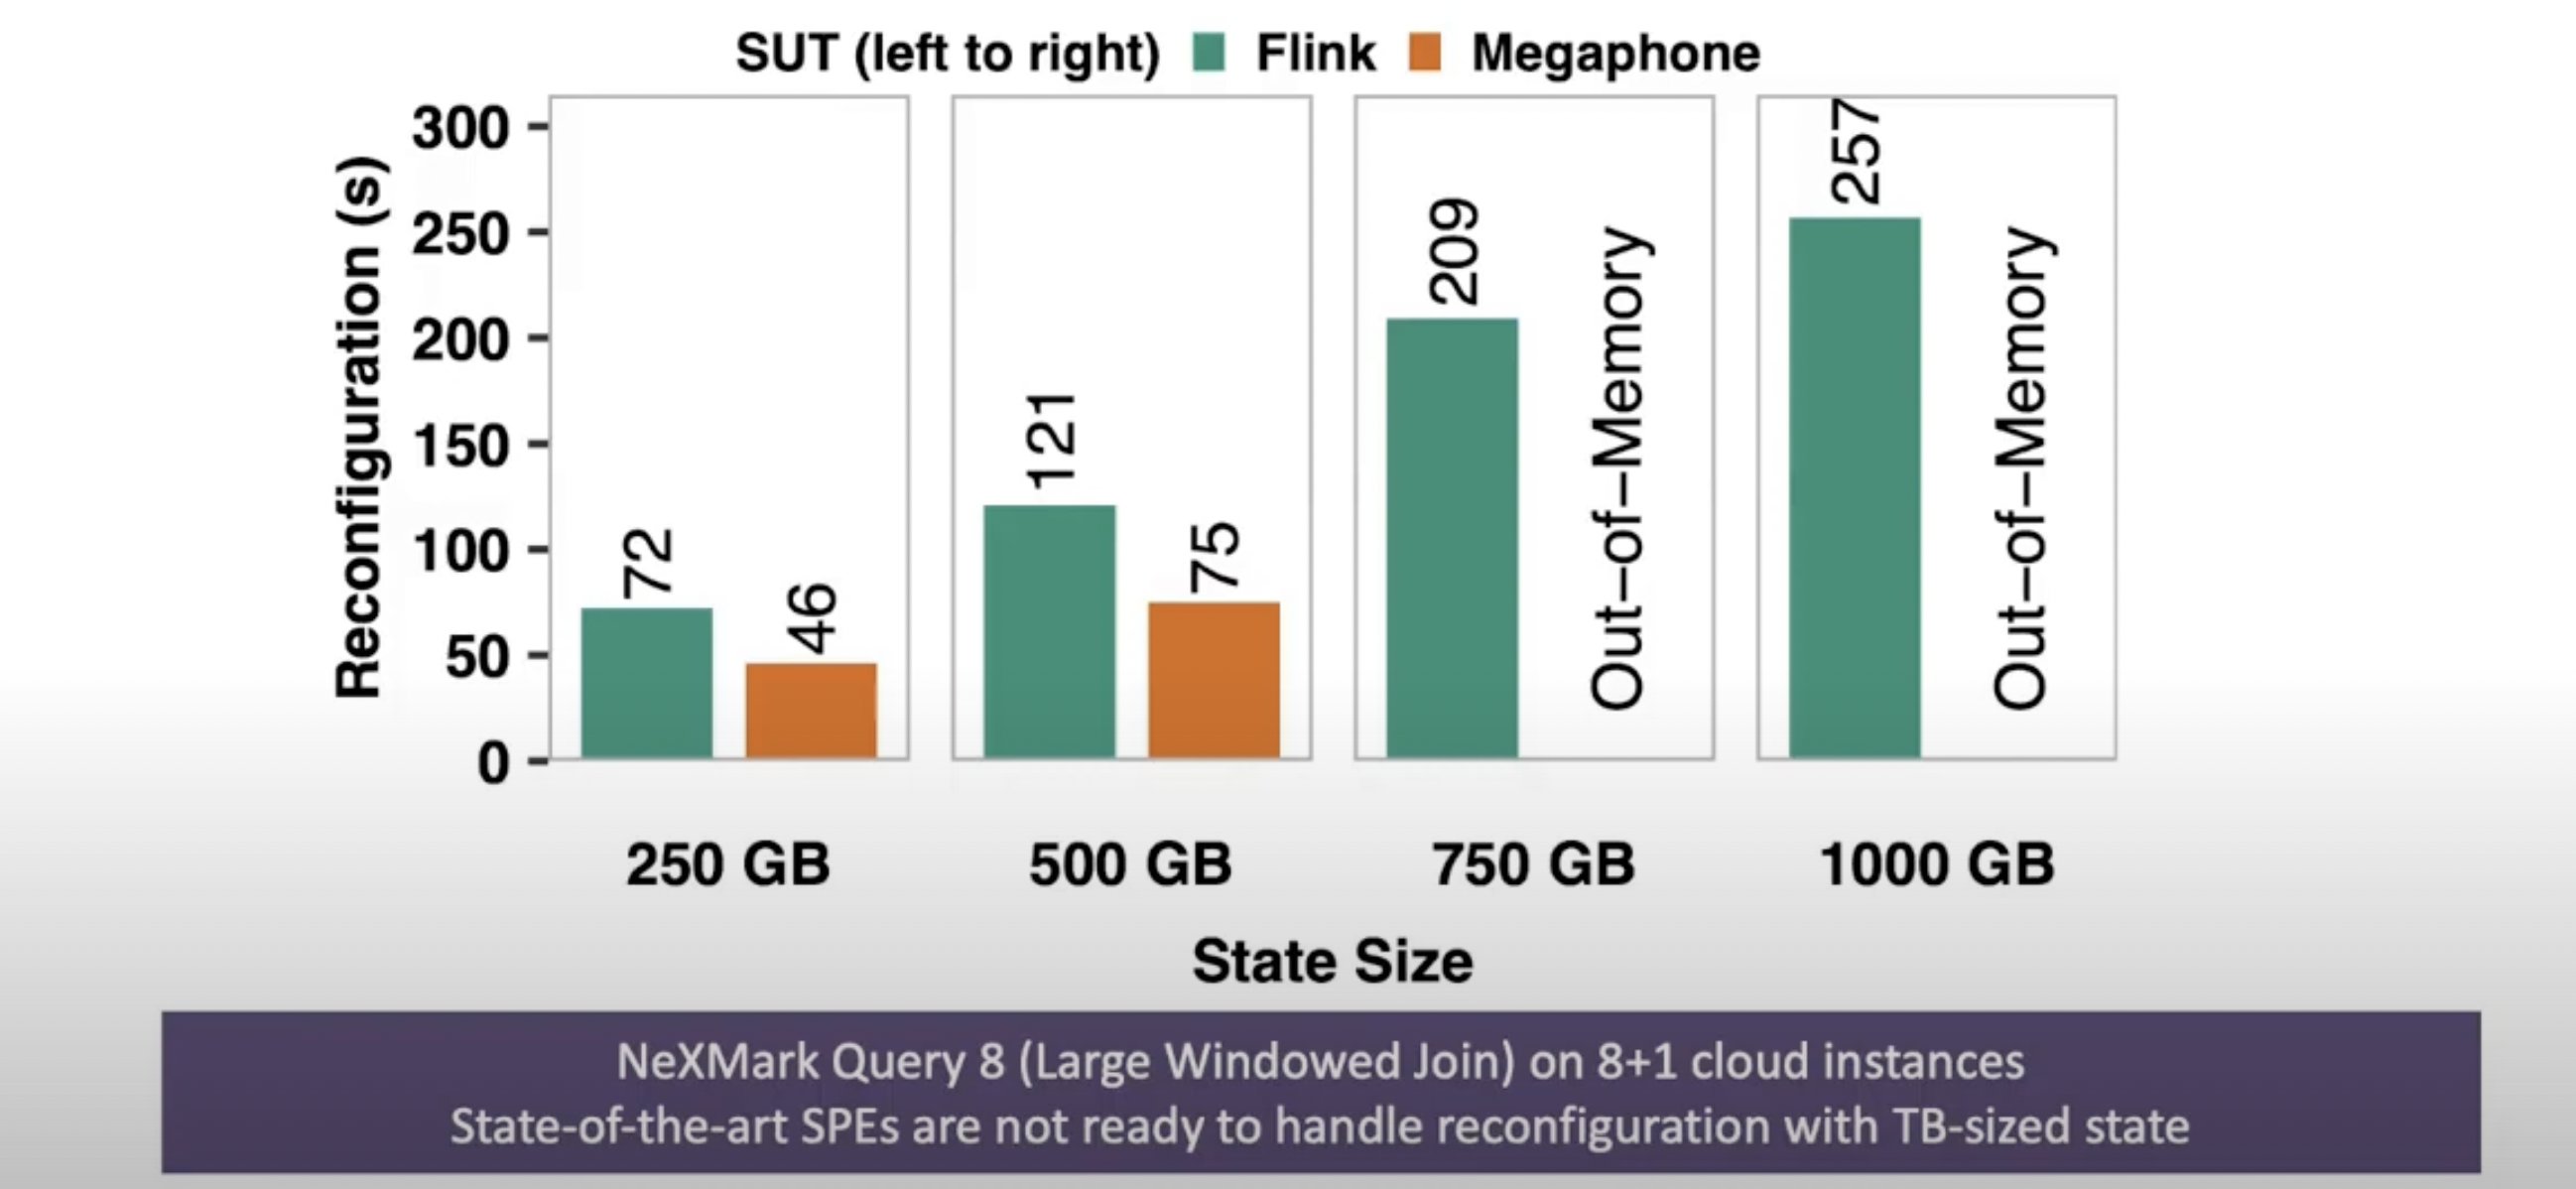 SUT (left to right) Flink Megaphone
Reconfiguration (s)
300
250
200
150
100
50
0
72
46
121
75
209
Out-of-Memory
257
Out-of-Memory
250 GB
500 GB
750 GB
1000 GB
State Size
NeXMark Query 8 (Large Windowed Join) on 8+1 cloud instances
State-of-the-art SPEs are not ready to handle reconfiguration with TB-sized state